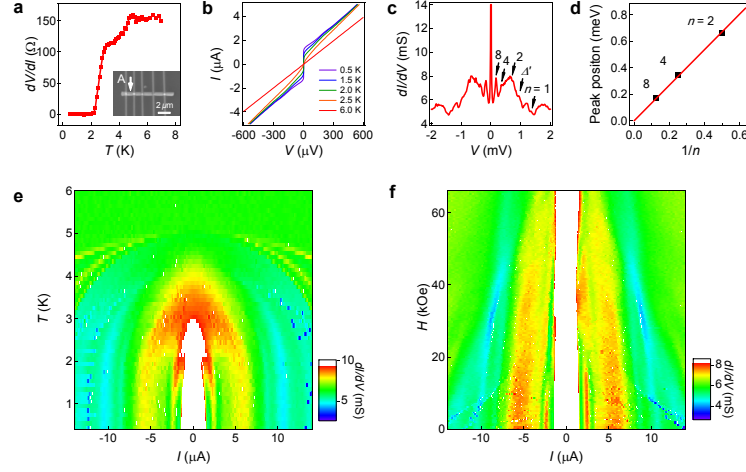 a
dV/dI (Ω)
150
100
50
0
A
2 μm
0 2 4 6 8
T (K)
b
I (μA)
4
2
0
-2
-4
0.5 K
1.5 K
2.0 K
2.5 K
6.0 K
-600 -300 0 300 600
V (μV)
c
dI/dV (mS)
14
12
10
8
6
8
4
2
Δ'
n = 1
-2 -1 0 1 2
V (mV)
d
Peak position (meV)
0.8
0.6
0.4
0.2
0.0
n = 2
4
8
0.0 0.2 0.4 0.6
1/n
e
T (K)
6
5
4
3
2
1
-10 -5 0 5 10
I (μA)
10
5
dI/dV (mS)
f
H (kOe)
60
40
20
0
-10 -5 0 5 10
I (μA)
8
6
4
dI/dV (mS)